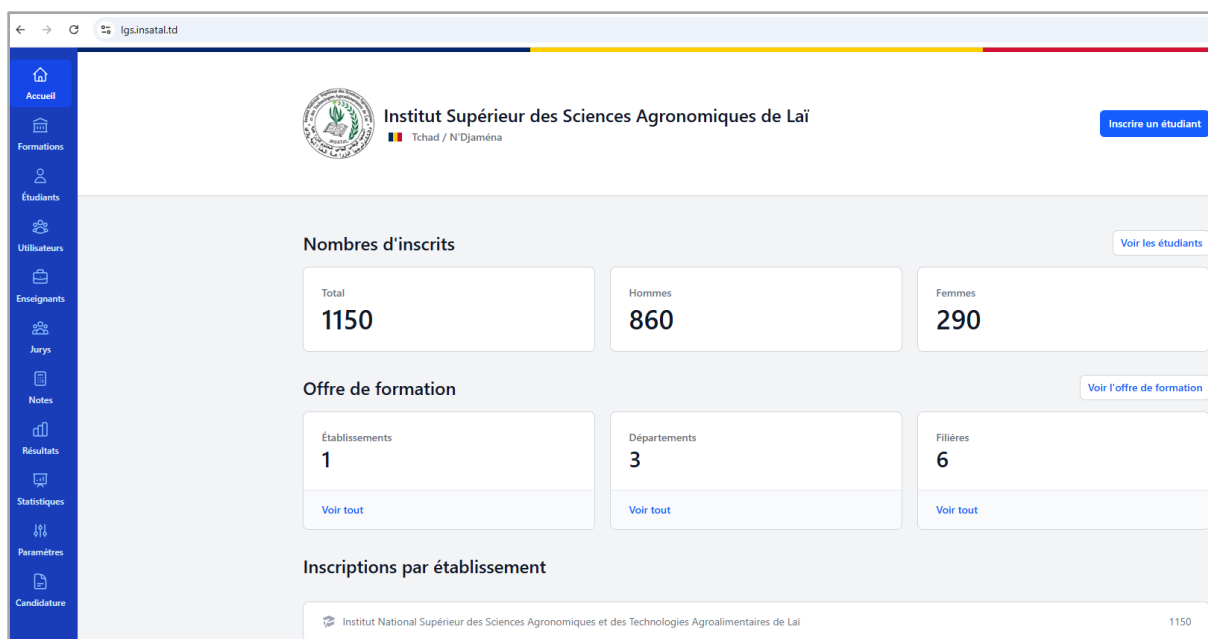 lgs.insatal.td
Accueil
Formations
Étudiants
Utilisateurs
Enseignants
Jurys
Notes
Résultats
Statistiques
Paramètres
Candidature
Institut Supérieur des Sciences Agronomiques de Laï
Tchad / N'Djaména
Inscrire un étudiant
Nombres d'inscrits
Voir les étudiants
Total
1150
Hommes
860
Femmes
290
Offre de formation
Voir l'offre de formation
Établissements
1
Voir tout
Départements
3
Voir tout
Filières
6
Voir tout
Inscriptions par établissement
Institut National Supérieur des Sciences Agronomiques et des Technologies Agroalimentaires de Laï
1150